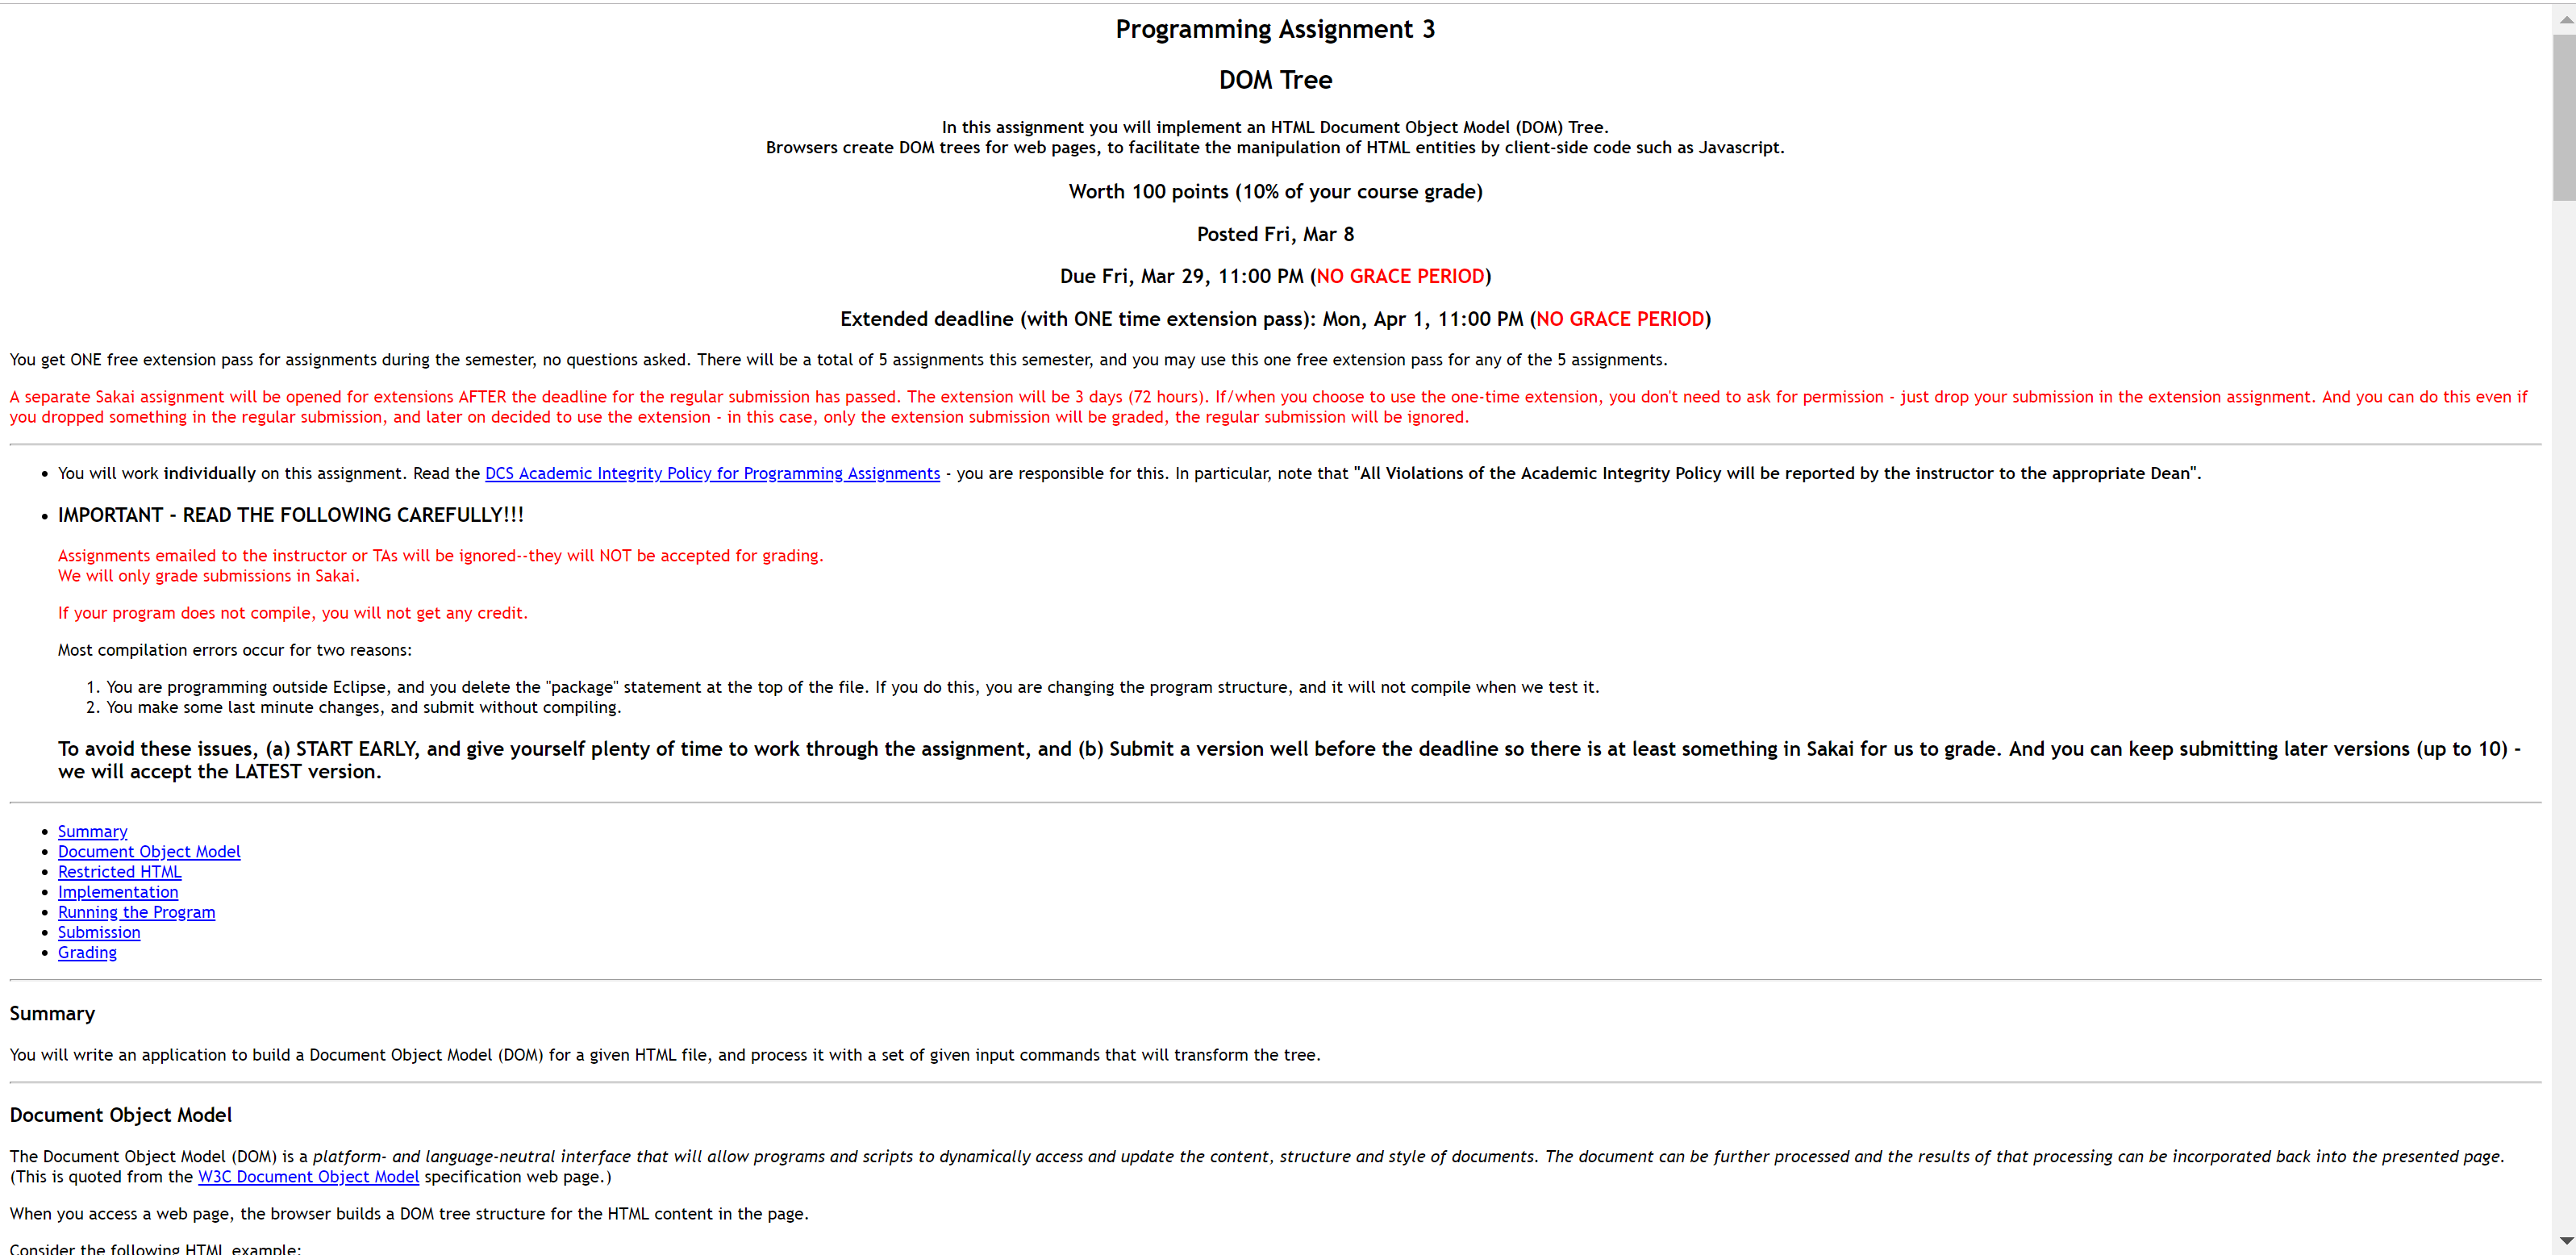 Programming Assignment 3
DOM Tree
In this assignment you will implement an HTML Document Object Model (DOM) Tree.
Browsers create DOM trees for web pages, to facilitate the manipulation of HTML entities by client-side code such as Javascript.
Worth 100 points (10% of your course grade)
Posted Fri, Mar 8
Due Fri, Mar 29, 11:00 PM (NO GRACE PERIOD)
Extended deadline (with ONE time extension pass): Mon, Apr 1, 11:00 PM (NO GRACE PERIOD)
You get ONE free extension pass for assignments during the semester, no questions asked. There will be a total of 5 assignments this semester, and you may use this one free extension pass for any of the 5 assignments.
A separate Sakai assignment will be opened for extensions AFTER the deadline for the regular submission has passed. The extension will be 3 days (72 hours). If/when you choose to use the one-time extension, you don't need to ask for permission - just drop your submission in the extension assignment. And you can do this even if
you dropped something in the regular submission, and later on decided to use the extension - in this case, only the extension submission will be graded, the regular submission will be ignored.
• You will work individually on this assignment. Read the DCS Academic Integrity Policy for Programming Assignments - you are responsible for this. In particular, note that "All Violations of the Academic Integrity Policy will be reported by the instructor to the appropriate Dean".
• IMPORTANT - READ THE FOLLOWING CAREFULLY!!!
Assignments emailed to the instructor or TAs will be ignored--they will NOT be accepted for grading.
We will only grade submissions in Sakai.
If your program does not compile, you will not get any credit.
Most compilation errors occur for two reasons:
1. You are programming outside Eclipse, and you delete the "package" statement at the top of the file. If you do this, you are changing the program structure, and it will not compile when we test it.
2. You make some last minute changes, and submit without compiling.
To avoid these issues, (a) START EARLY, and give yourself plenty of time to work through the assignment, and (b) Submit a version well before the deadline so there is at least something in Sakai for us to grade. And you can keep submitting later versions (up to 10) -
we will accept the LATEST version.
• Summary
• Document Object Model
• Restricted HTML
• Implementation
• Running the Program
• Submission
• Grading
Summary
You will write an application to build a Document Object Model (DOM) for a given HTML file, and process it with a set of given input commands that will transform the tree.
Document Object Model
The Document Object Model (DOM) is a platform- and language-neutral interface that will allow programs and scripts to dynamically access and update the content, structure and style of documents. The document can be further processed and the results of that processing can be incorporated back into the presented page.
(This is quoted from the W3C Document Object Model specification web page.)
When you access a web page, the browser builds a DOM tree structure for the HTML content in the page.
Consider the following HTML example: